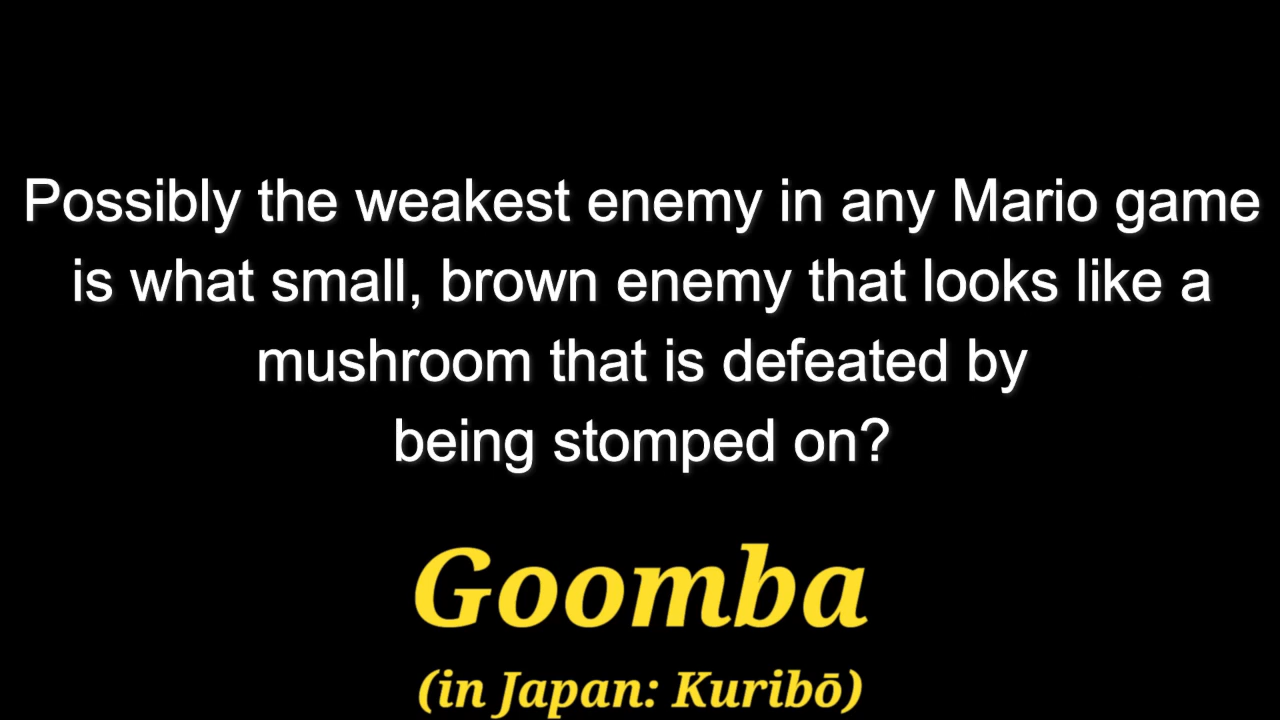 Possibly the weakest enemy in any Mario game
is what small, brown enemy that looks like a
mushroom that is defeated by
being stomped on?
Goomba
(in Japan: Kuribō)